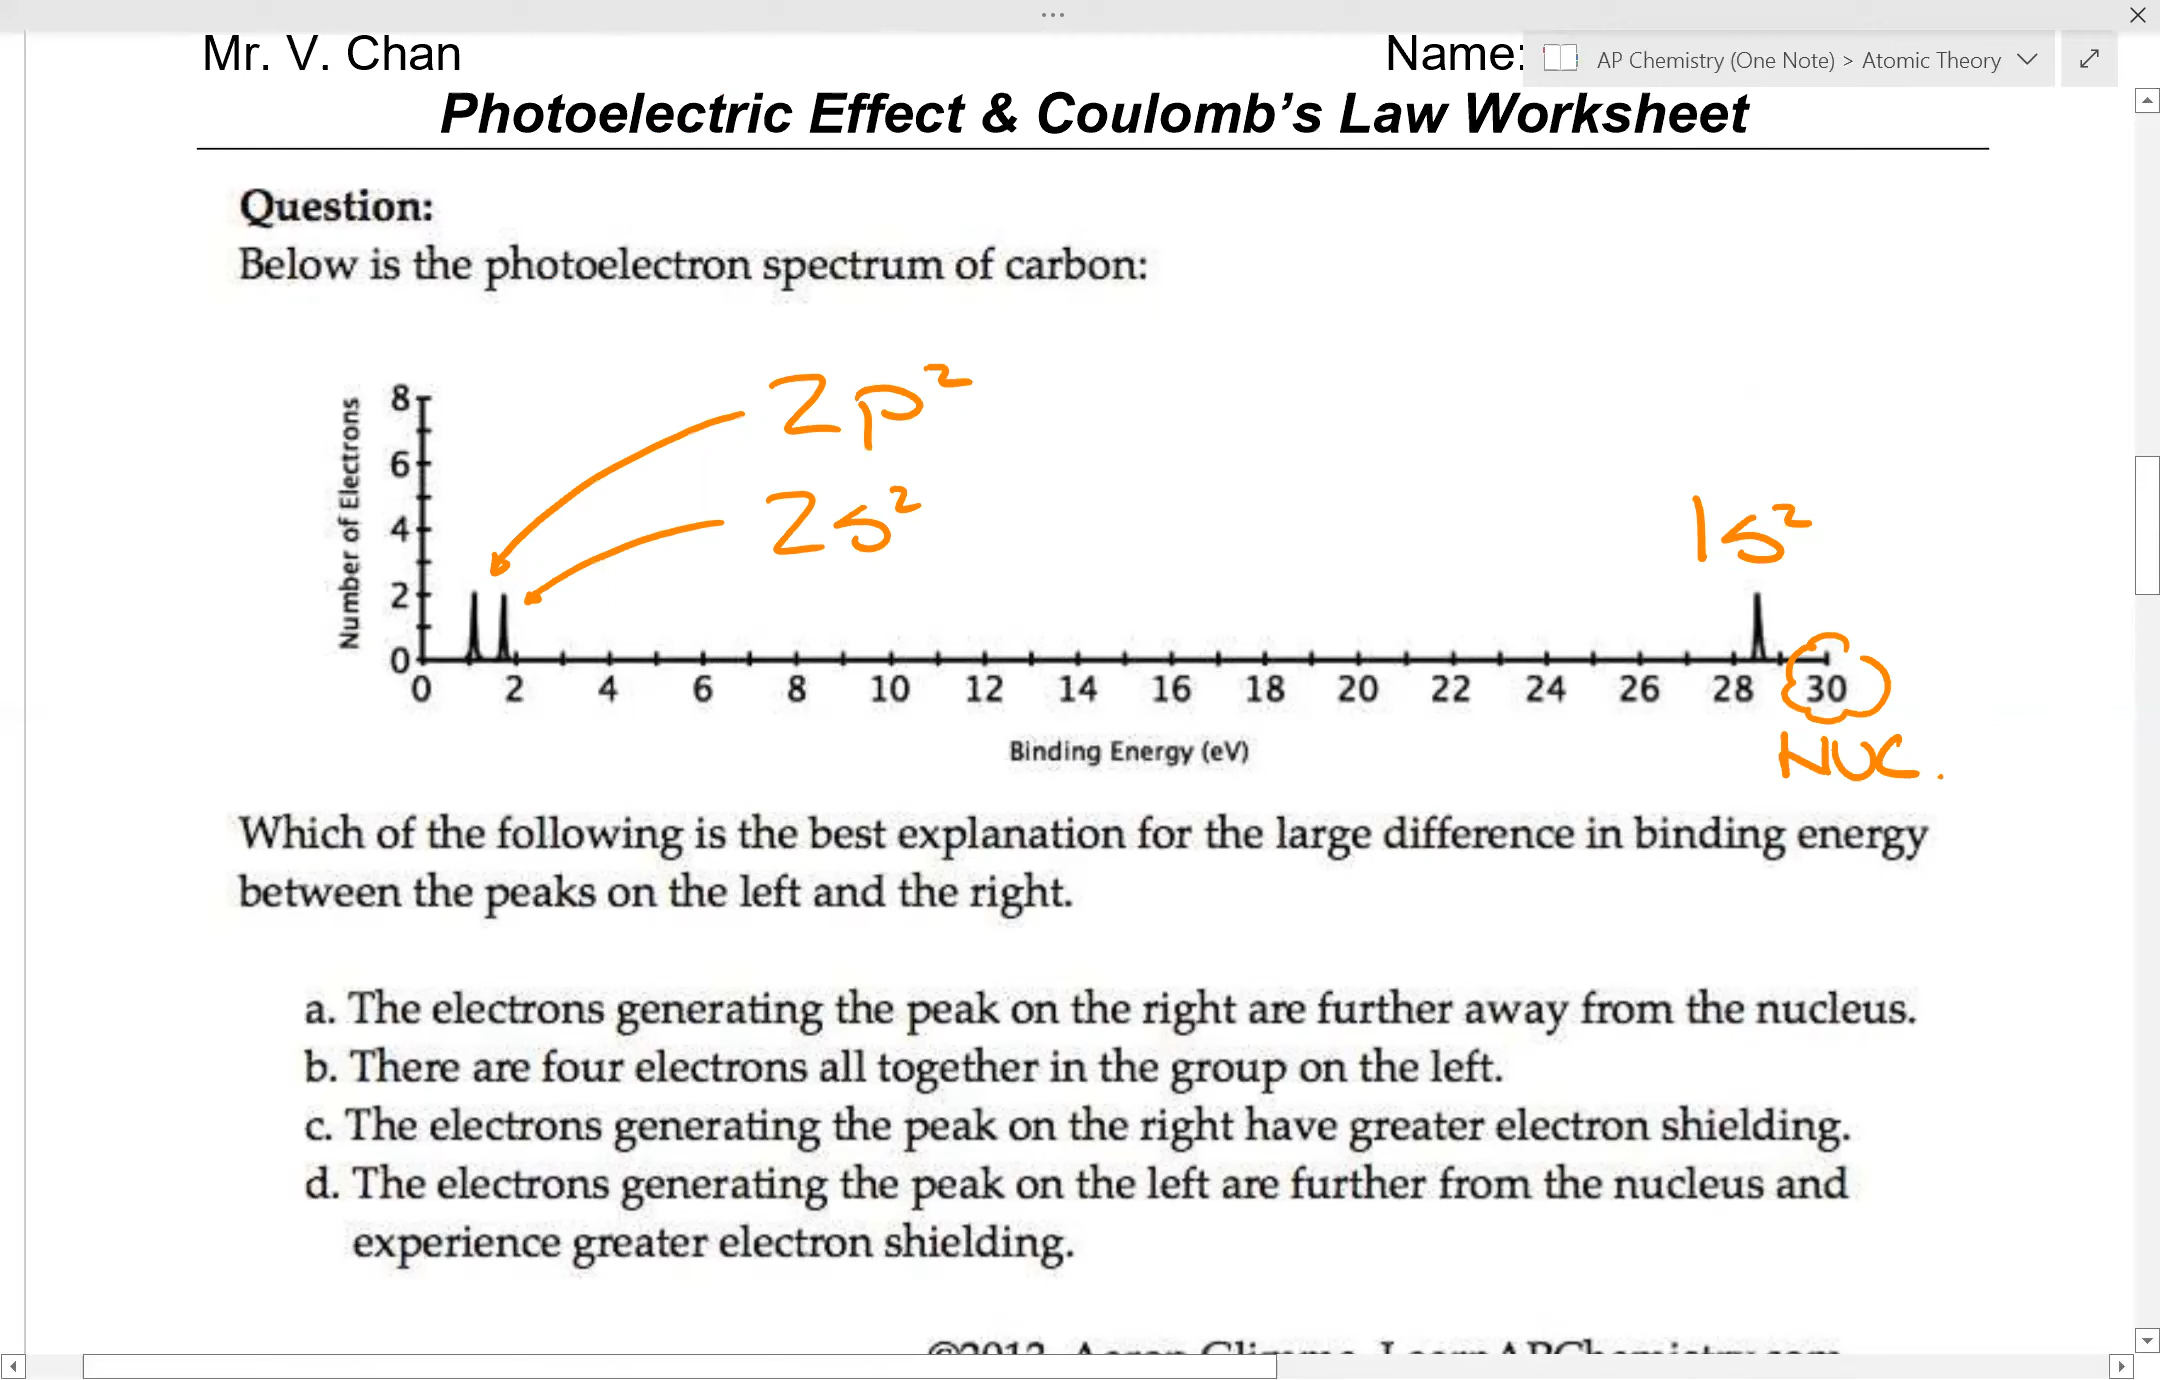 Mr. V. Chan Name:
AP Chemistry (One Note) > Atomic Theory
Photoelectric Effect & Coulomb's Law Worksheet
Question:
Below is the photoelectron spectrum of carbon:
2p²
2s²
1s²
Number of Electrons
8
6
4
2
0
0 2 4 6 8 10 12 14 16 18 20 22 24 26 28 30
NUC.
Binding Energy (eV)
Which of the following is the best explanation for the large difference in binding energy
between the peaks on the left and the right.
a. The electrons generating the peak on the right are further away from the nucleus.
b. There are four electrons all together in the group on the left.
c. The electrons generating the peak on the right have greater electron shielding.
d. The electrons generating the peak on the left are further from the nucleus and
experience greater electron shielding.
©2013